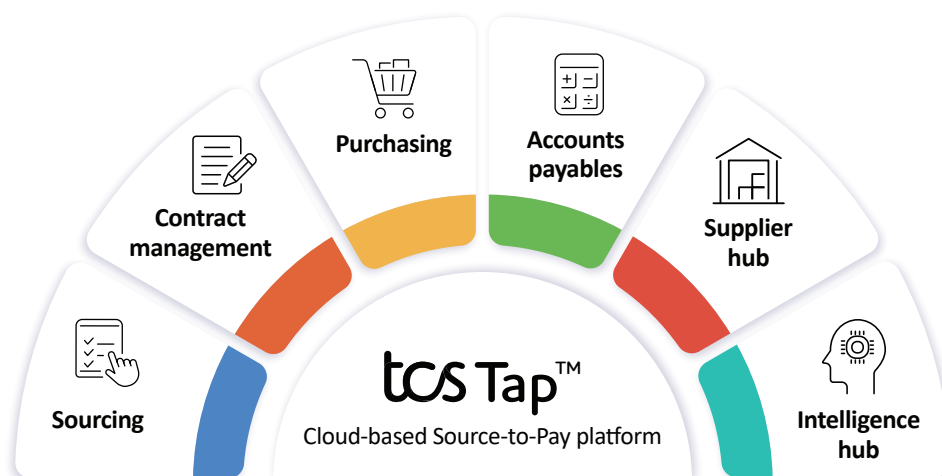 Sourcing
Contract
management
Purchasing
Accounts
payables
Supplier
hub
Intelligence
hub
tcs Tap™
Cloud-based Source-to-Pay platform